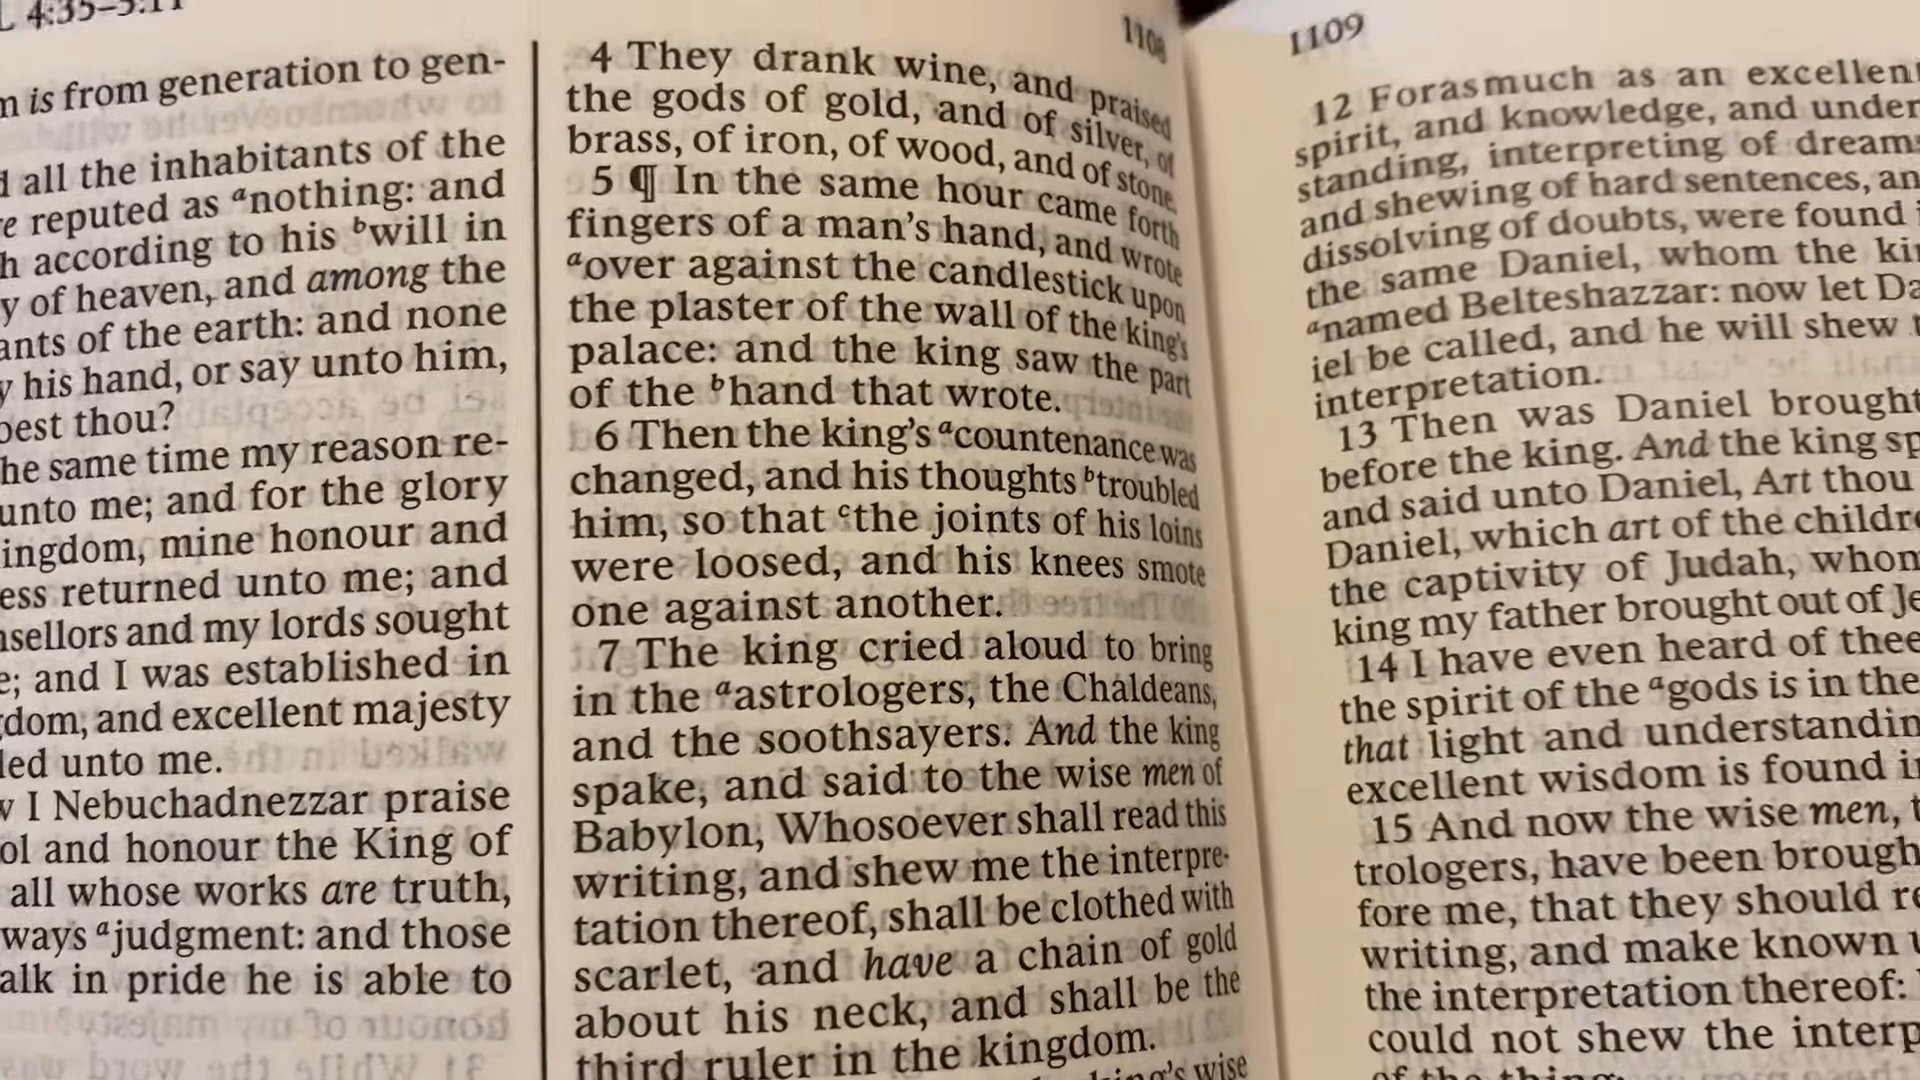 4:35–5:11
1108
m is from generation to gen-
all the inhabitants of the
reputed as ᵃnothing: and
according to his ᵇwill in
y of heaven, and among the
ants of the earth: and none
his hand, or say unto him,
thou?
he same time my reason re-
unto me; and for the glory
ingdom, mine honour and
ess returned unto me; and
nsellors and my lords sought
e; and I was established in
dom, and excellent majesty
led unto me.
I Nebuchadnezzar praise
ol and honour the King of
all whose works are truth,
ways ᵃjudgment: and those
alk in pride he is able to
4 They drank wine, and praised
the gods of gold, and of silver, of
brass, of iron, of wood, and of stone.
5 ¶ In the same hour came forth
fingers of a man's hand, and wrote
ᵃover against the candlestick upon
the plaster of the wall of the king's
palace: and the king saw the part
of the ᵇhand that wrote.
6 Then the king's ᵃcountenance was
changed, and his thoughts ᵇtroubled
him, so that ᶜthe joints of his loins
were loosed, and his knees smote
one against another.
7 The king cried aloud to bring
in the ᵃastrologers, the Chaldeans,
and the soothsayers. And the king
spake, and said to the wise men of
Babylon, Whosoever shall read this
writing, and shew me the interpre-
tation thereof, shall be clothed with
scarlet, and have a chain of gold
about his neck, and shall be the
third ruler in the kingdom.
king's wise
1109
12 Forasmuch as an excellent
spirit, and knowledge, and under
standing, interpreting of dreams
and shewing of hard sentences, an
dissolving of doubts, were found i
the same Daniel, whom the kin
ᵃnamed Belteshazzar: now let Da
iel be called, and he will shew t
interpretation.
13 Then was Daniel brought
before the king. And the king sp
and said unto Daniel, Art thou
Daniel, which art of the childre
the captivity of Judah, whom
king my father brought out of Je
14 I have even heard of thee
the spirit of the ᵃgods is in the
that light and understandin
excellent wisdom is found in
15 And now the wise men, t
trologers, have been brough
fore me, that they should re
writing, and make known u
the interpretation thereof:
could not shew the interp
of the thing: